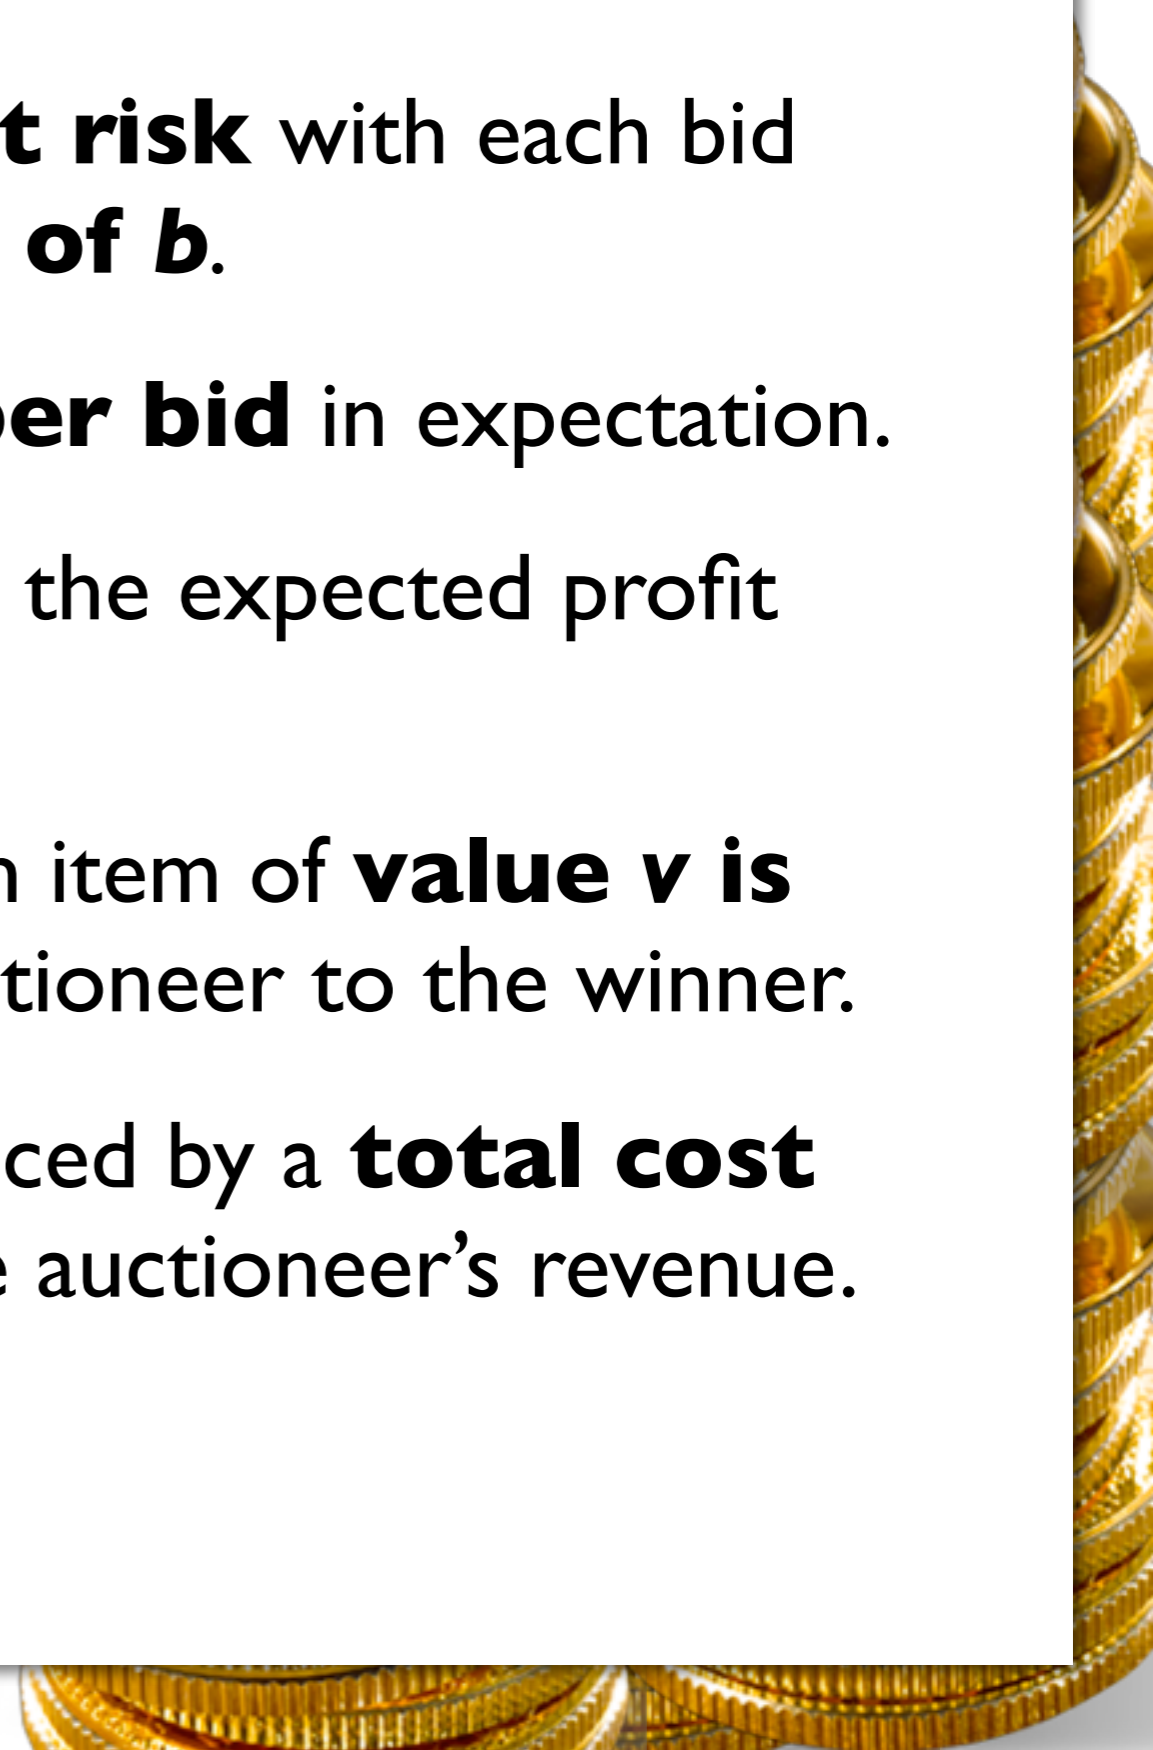 t risk with each bid
of b.
per bid in expectation.
the expected profit
item of value v is
tioneer to the winner.
ced by a total cost
auctioneer’s revenue.